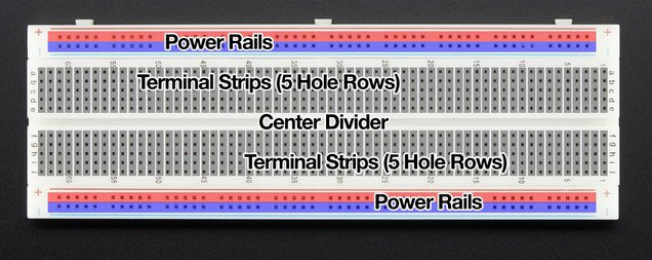 +
Power Rails
-
Terminal Strips (5 Hole Rows)
a b c d e
Center Divider
f g h i j
Terminal Strips (5 Hole Rows)
+
Power Rails
-